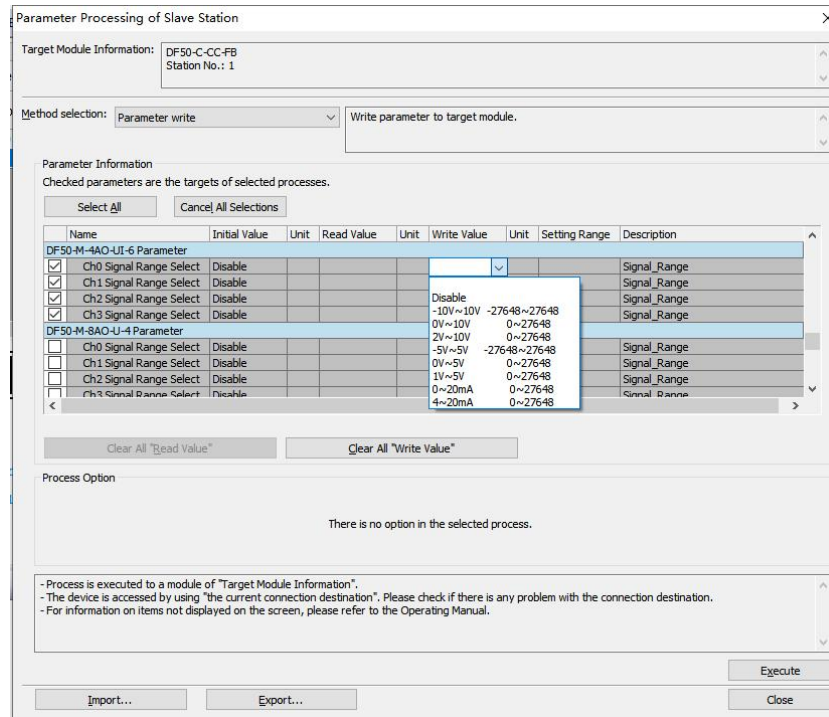 Parameter Processing of Slave Station
Target Module Information:
DF50-C-CC-FB
Station No.: 1
Method selection:
Parameter write
Write parameter to target module.
Parameter Information
Checked parameters are the targets of selected processes.
Select All
Cancel All Selections
Name Initial Value Unit Read Value Unit Write Value Unit Setting Range Description
DF50-M-4AO-UI-6 Parameter
Ch0 Signal Range Select Disable Signal_Range
Ch1 Signal Range Select Disable Signal_Range
Ch2 Signal Range Select Disable Signal_Range
Ch3 Signal Range Select Disable Signal_Range
DF50-M-8AO-U-4 Parameter
Ch0 Signal Range Select Disable Signal_Range
Ch1 Signal Range Select Disable Signal_Range
Ch2 Signal Range Select Disable Signal_Range
Ch3 Signal Range Select Disable Signal Range
Disable
-10V~10V -27648~27648
0V~10V 0~27648
2V~10V 0~27648
-5V~5V -27648~27648
0V~5V 0~27648
1V~5V 0~27648
0~20mA 0~27648
4~20mA 0~27648
Clear All "Read Value"
Clear All "Write Value"
Process Option
There is no option in the selected process.
- Process is executed to a module of "Target Module Information".
- The device is accessed by using "the current connection destination". Please check if there is any problem with the connection destination.
- For information on items not displayed on the screen, please refer to the Operating Manual.
Execute
Import...
Export...
Close